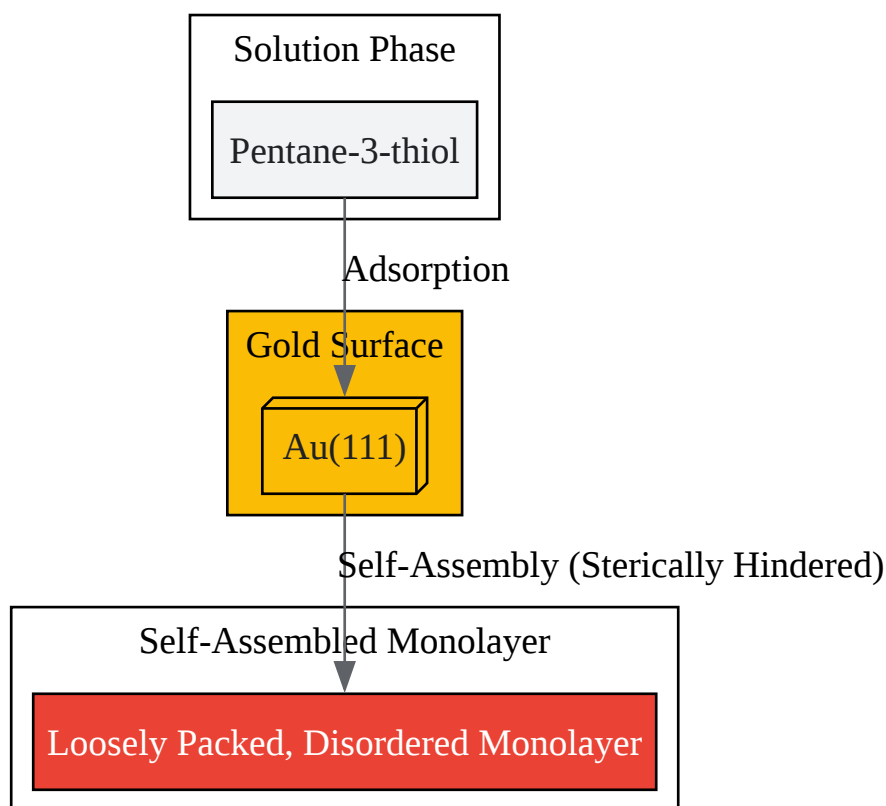 Solution Phase
Pentane-3-thiol
Adsorption
Gold Surface
Au(111)
Self-Assembly (Sterically Hindered)
Self-Assembled Monolayer
Loosely Packed, Disordered Monolayer